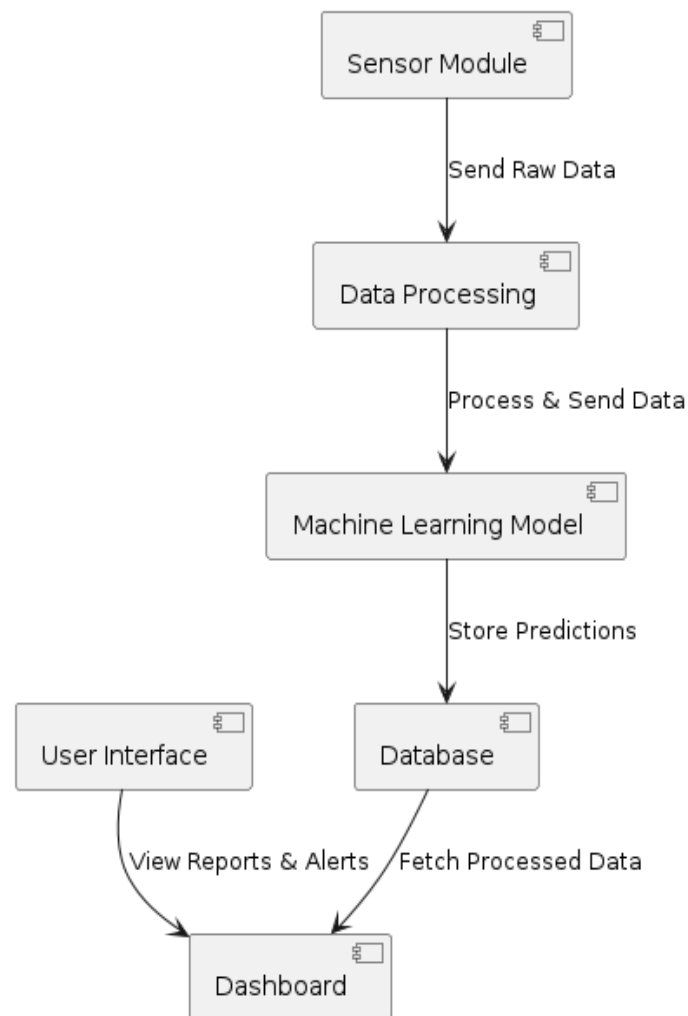 Sensor Module
Send Raw Data
Data Processing
Process & Send Data
Machine Learning Model
Store Predictions
User Interface
Database
View Reports & Alerts
Fetch Processed Data
Dashboard